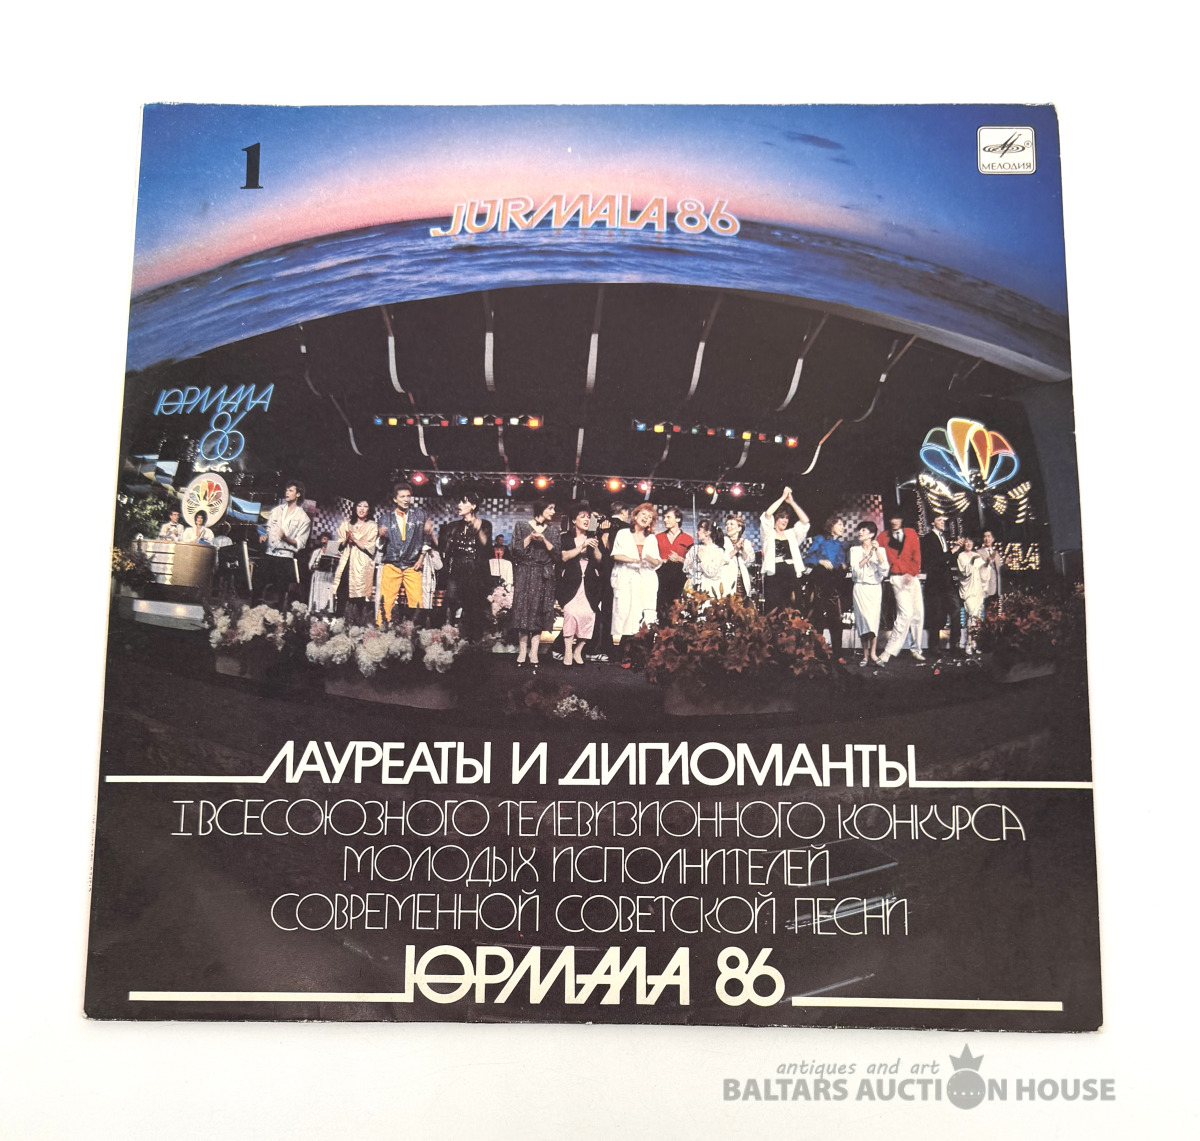 1
МЕЛОДИЯ
JŪRMALA 86
ЮРМАЛА
86
ЛАУРЕАТЫ И ДИПЛОМАНТЫ
I ВСЕСОЮЗНОГО ТЕЛЕВИЗИОННОГО КОНКУРСА
МОЛОДЫХ ИСПОЛНИТЕЛЕЙ
СОВРЕМЕННОЙ СОВЕТСКОЙ ПЕСНИ
ЮРМАЛА 86
antiques and art
BALTARS AUCTION HOUSE